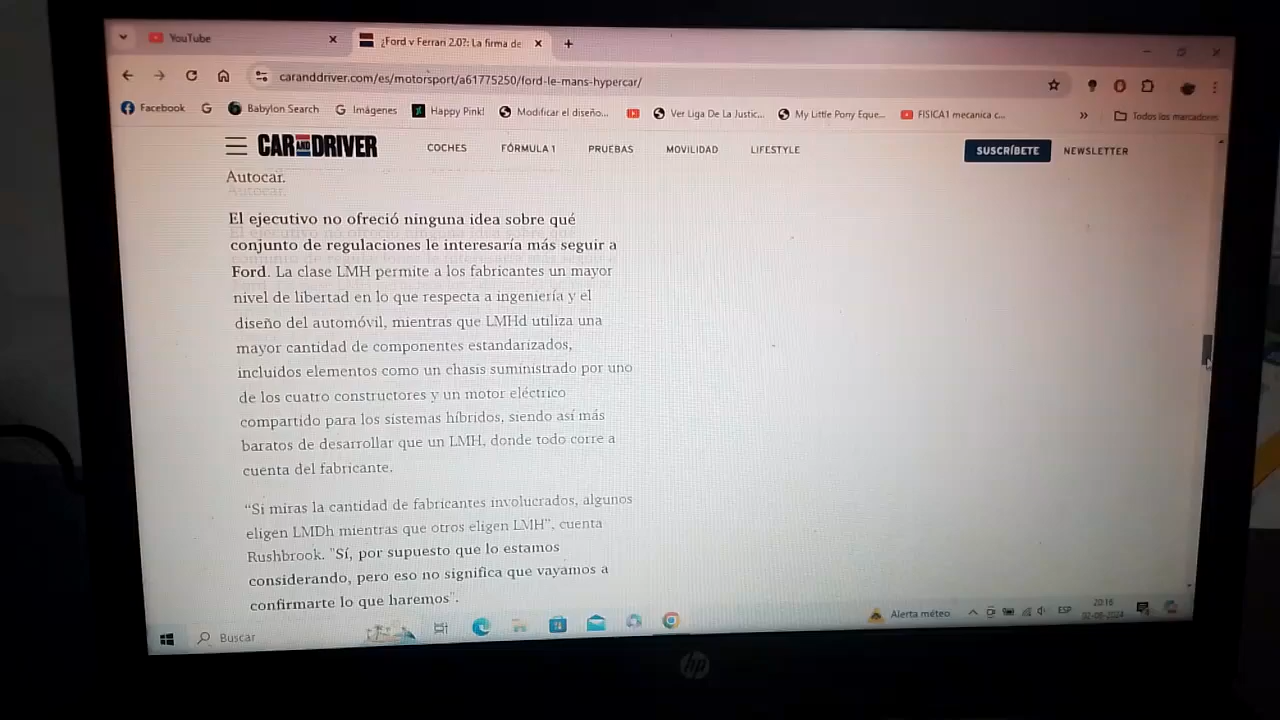 YouTube
¿Ford v Ferrari 2.0?: La firma de
caranddriver.com/es/motorsport/a61775250/ford-le-mans-hypercar/
Facebook Babylon Search Imágenes Happy Pink! Modificar el diseño... Ver Liga De La Justic... My Little Pony Eque... FISICA1 mecanica c... » Todos los marcadores
CAR AND DRIVER COCHES FÓRMULA 1 PRUEBAS MOVILIDAD LIFESTYLE SUSCRÍBETE NEWSLETTER
Autocar.
El ejecutivo no ofreció ninguna idea sobre qué
conjunto de regulaciones le interesaría más seguir a
Ford. La clase LMH permite a los fabricantes un mayor
nivel de libertad en lo que respecta a ingeniería y el
diseño del automóvil, mientras que LMHd utiliza una
mayor cantidad de componentes estandarizados,
incluidos elementos como un chasis suministrado por uno
de los cuatro constructores y un motor eléctrico
compartido para los sistemas híbridos, siendo así más
baratos de desarrollar que un LMH, donde todo corre a
cuenta del fabricante.
“Si miras la cantidad de fabricantes involucrados, algunos
eligen LMDh mientras que otros eligen LMH”, cuenta
Rushbrook. "Sí, por supuesto que lo estamos
considerando, pero eso no significa que vayamos a
confirmarte lo que haremos".
Buscar
Alerta méteo
ESP
20:16
02-08-2024
hp